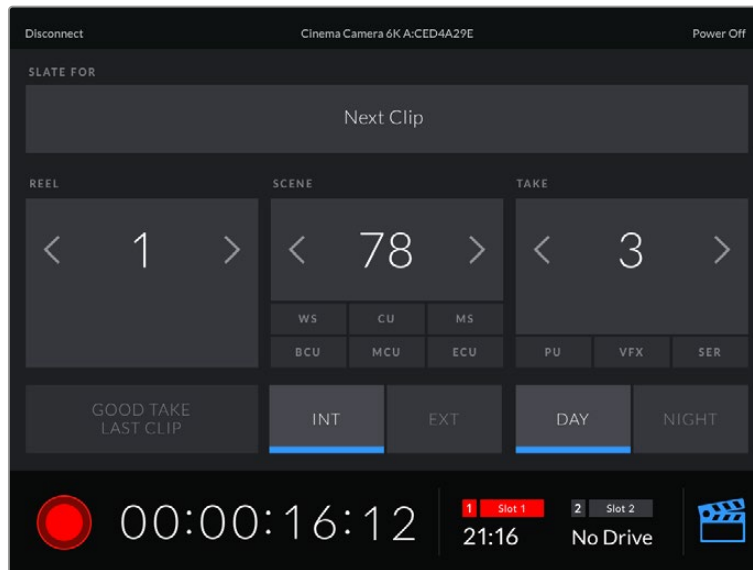 Disconnect Cinema Camera 6K A:CED4A29E Power Off
SLATE FOR
Next Clip
REEL SCENE TAKE
< 1 > < 78 > < 3 >
WS CU MS
BCU MCU ECU PU VFX SER
GOOD TAKE
LAST CLIP
INT EXT DAY NIGHT
00:00:16:12
1 Slot 1 2 Slot 2
21:16 No Drive